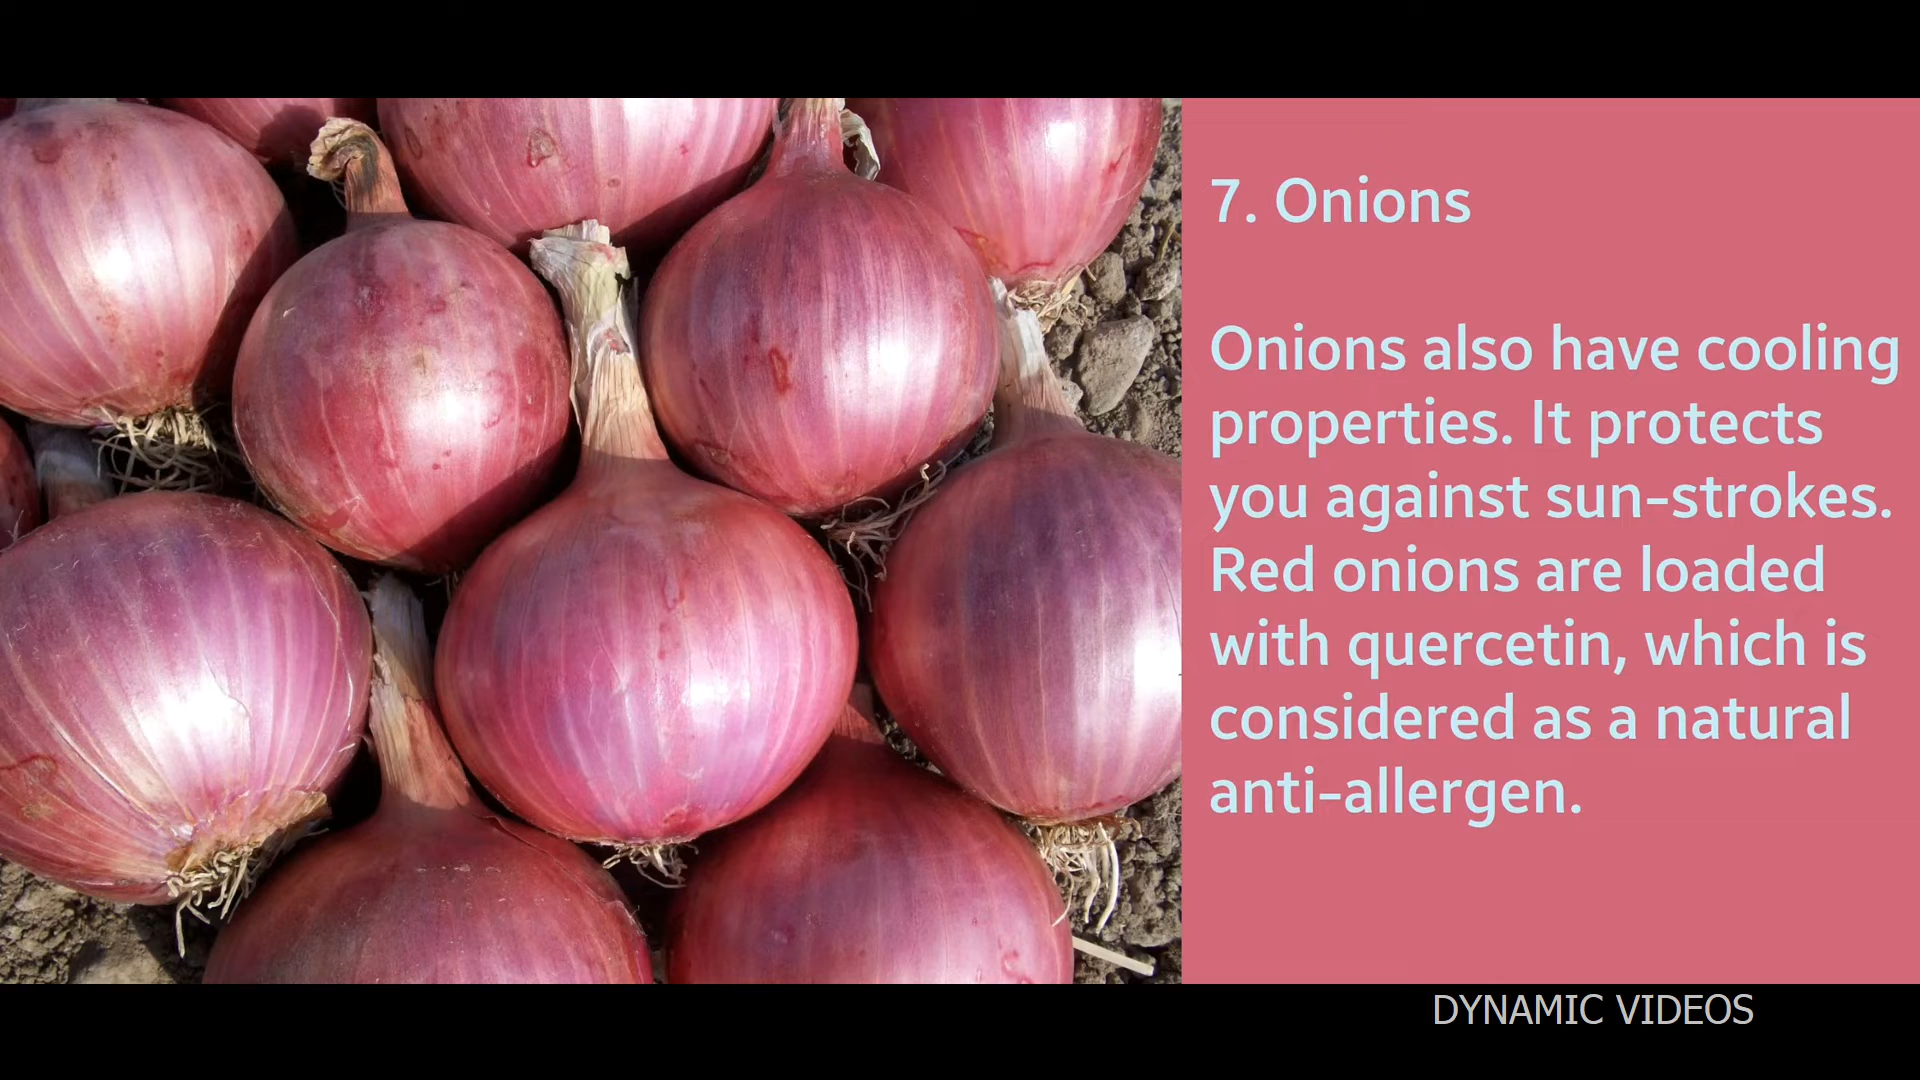 7. Onions
Onions also have cooling
properties. It protects
you against sun-strokes.
Red onions are loaded
with quercetin, which is
considered as a natural
anti-allergen.
DYNAMIC VIDEOS